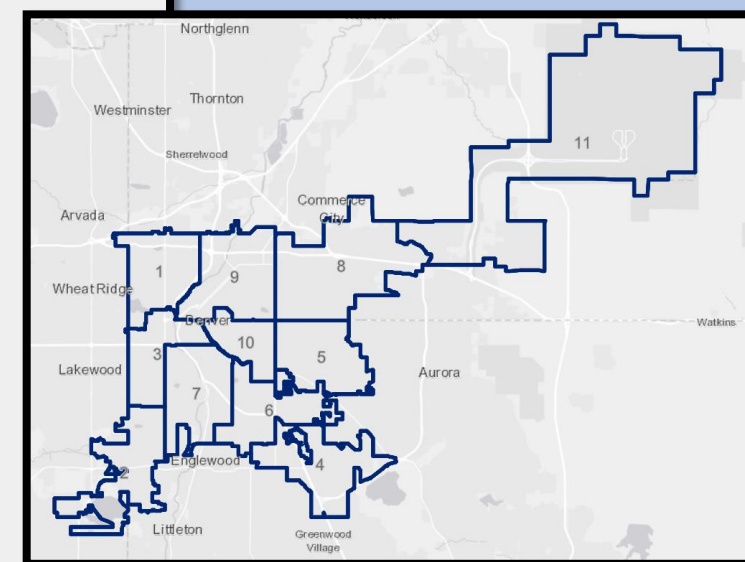 Northglenn
Thornton
Westminster
Sherrelwood
11
Commerce
City
Arvada
1
9
8
Wheat Ridge
Denver
Watkins
10
3
5
Lakewood
Aurora
7
6
Englewood
4
2
Littleton
Greenwood
Village